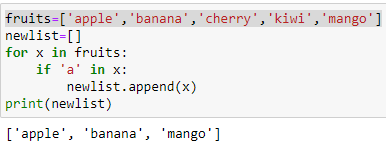 fruits=['apple','banana','cherry','kiwi','mango']
newlist=[]
for x in fruits:
    if 'a' in x:
        newlist.append(x)
print(newlist)
['apple', 'banana', 'mango']